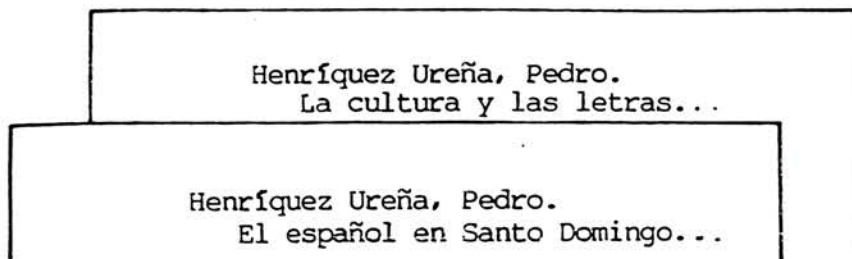 Henríquez Ureña, Pedro.
La cultura y las letras...
Henríquez Ureña, Pedro.
El español en Santo Domingo...